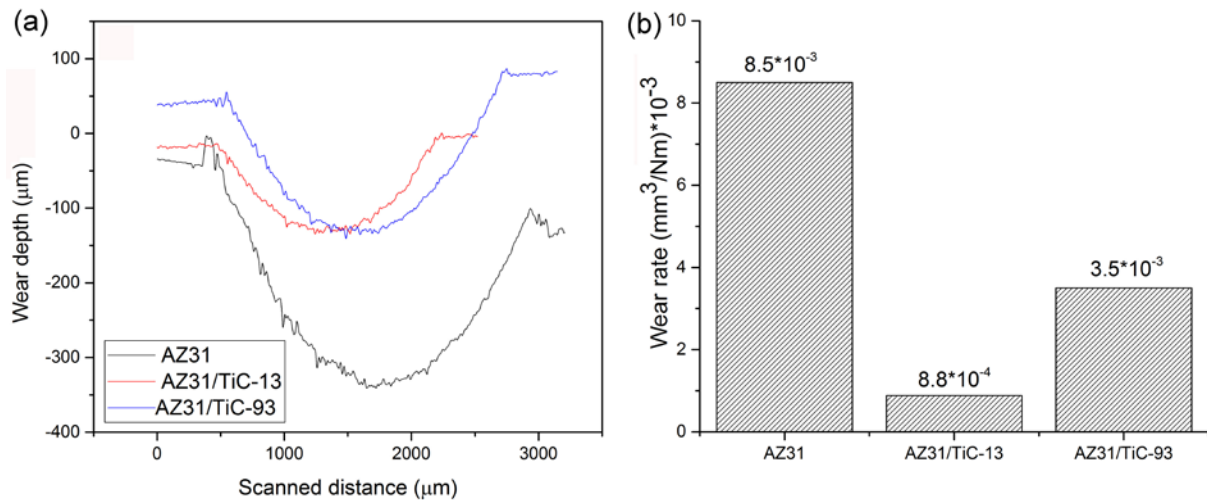 (a)
100
0
-100
-200
-300
-400
Wear depth (μm)
AZ31
AZ31/TiC-13
AZ31/TiC-93
0
1000
2000
3000
Scanned distance (μm)
(b)
10
8
6
4
2
0
Wear rate (mm³/Nm)*10⁻³
8.5*10⁻³
8.8*10⁻⁴
3.5*10⁻³
AZ31
AZ31/TiC-13
AZ31/TiC-93